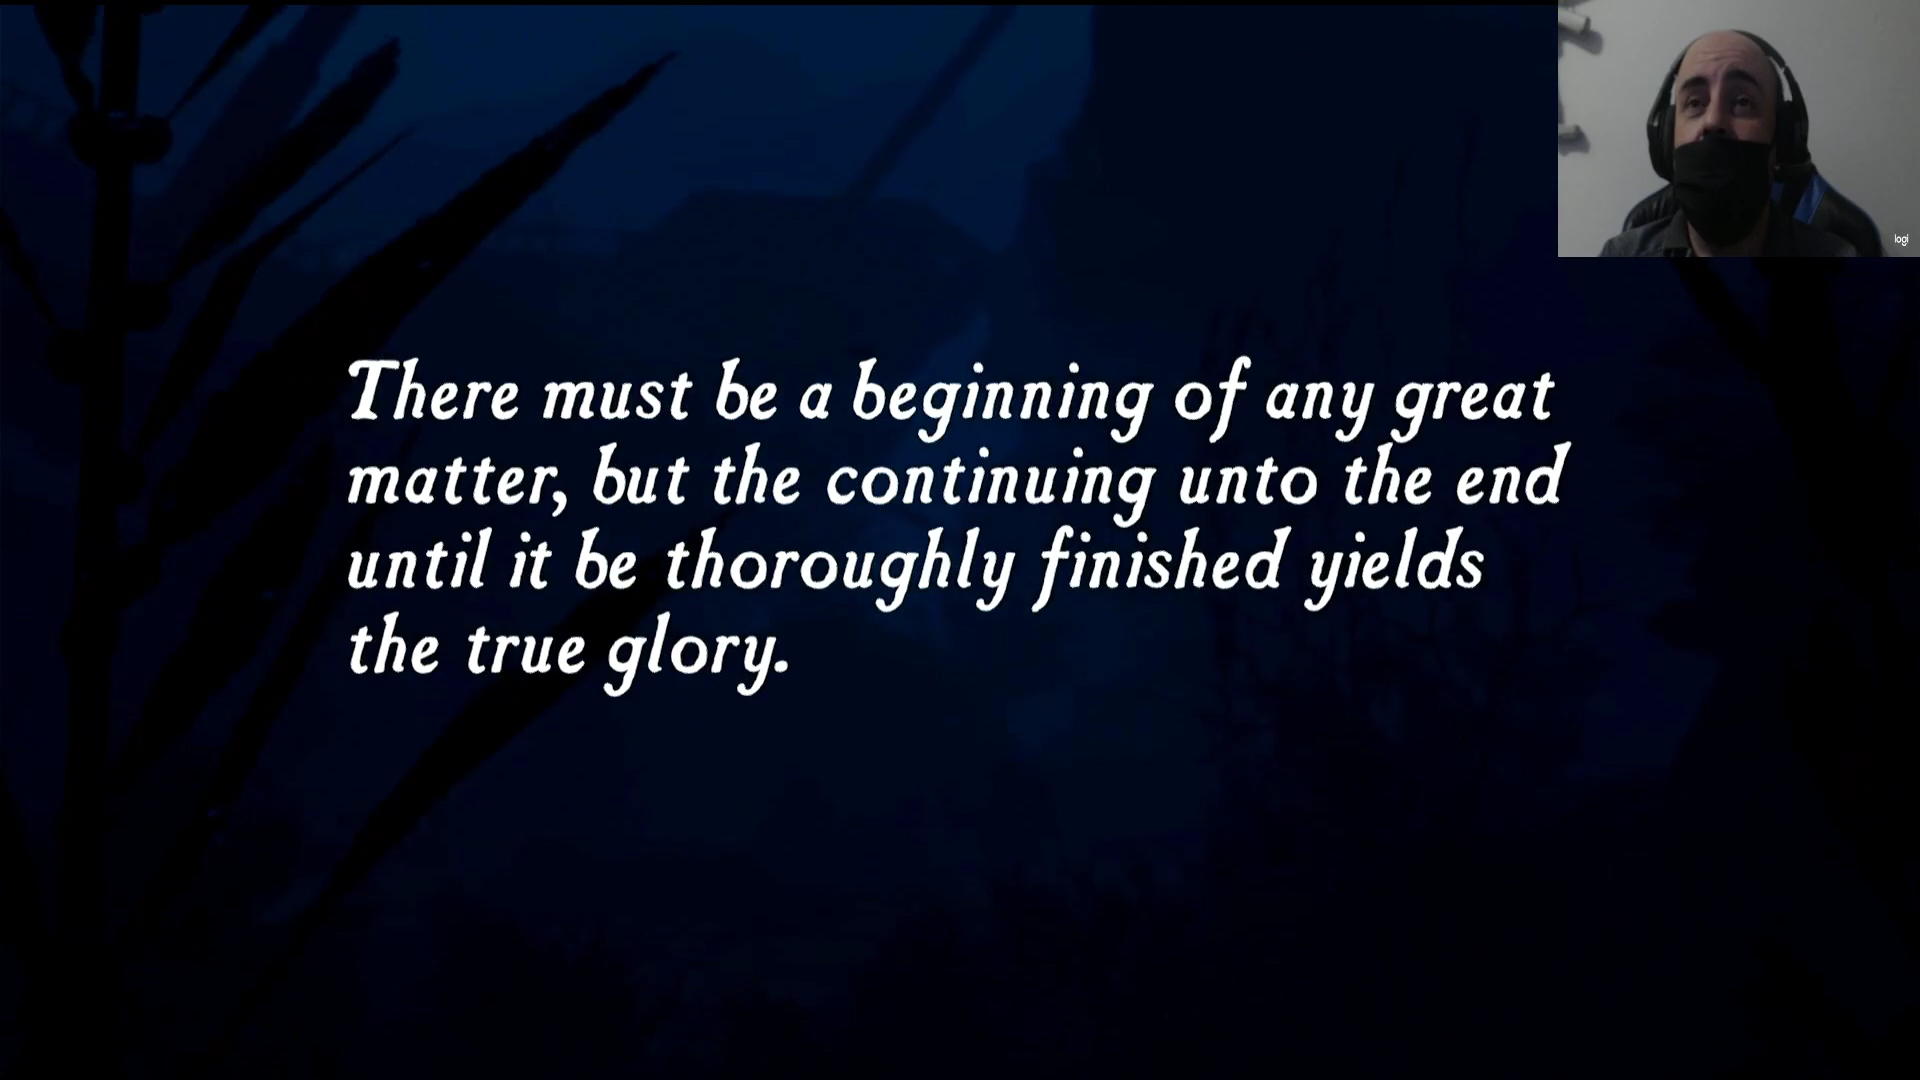 logi
There must be a beginning of any great
matter, but the continuing unto the end
until it be thoroughly finished yields
the true glory.